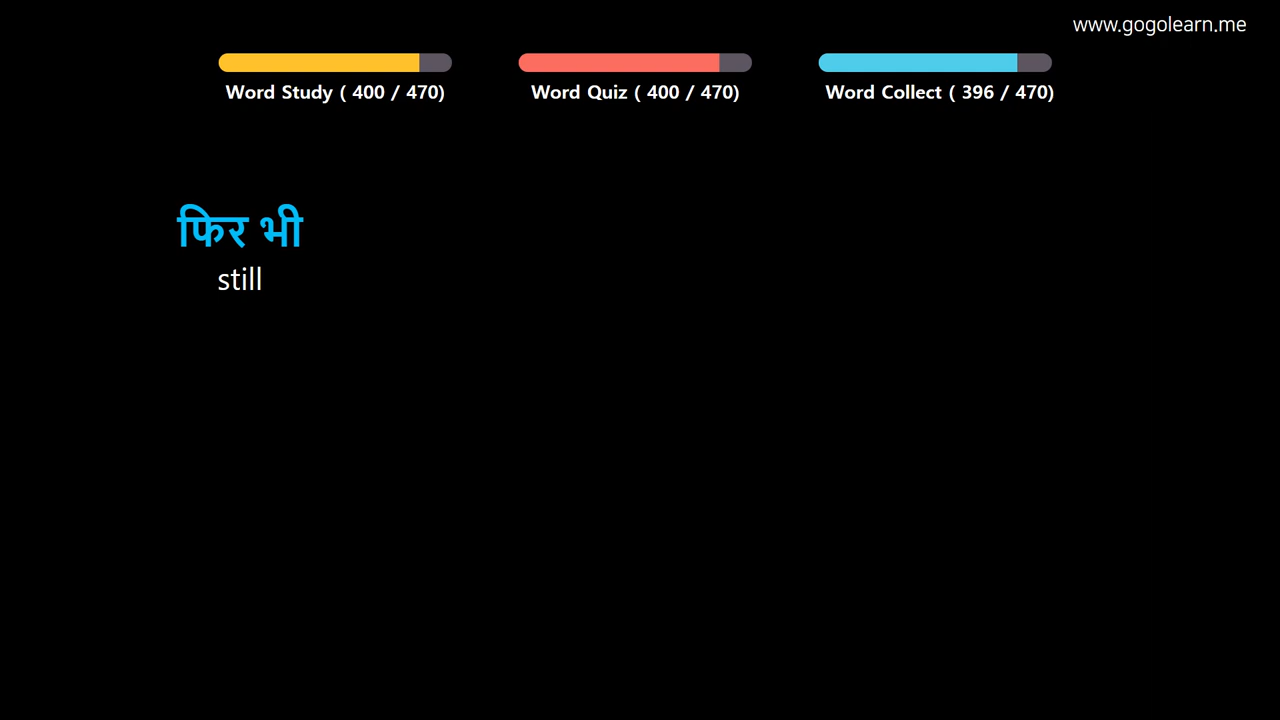 www.gogolearn.me
Word Study ( 400 / 470)
Word Quiz ( 400 / 470)
Word Collect ( 396 / 470)
फिर भी
still